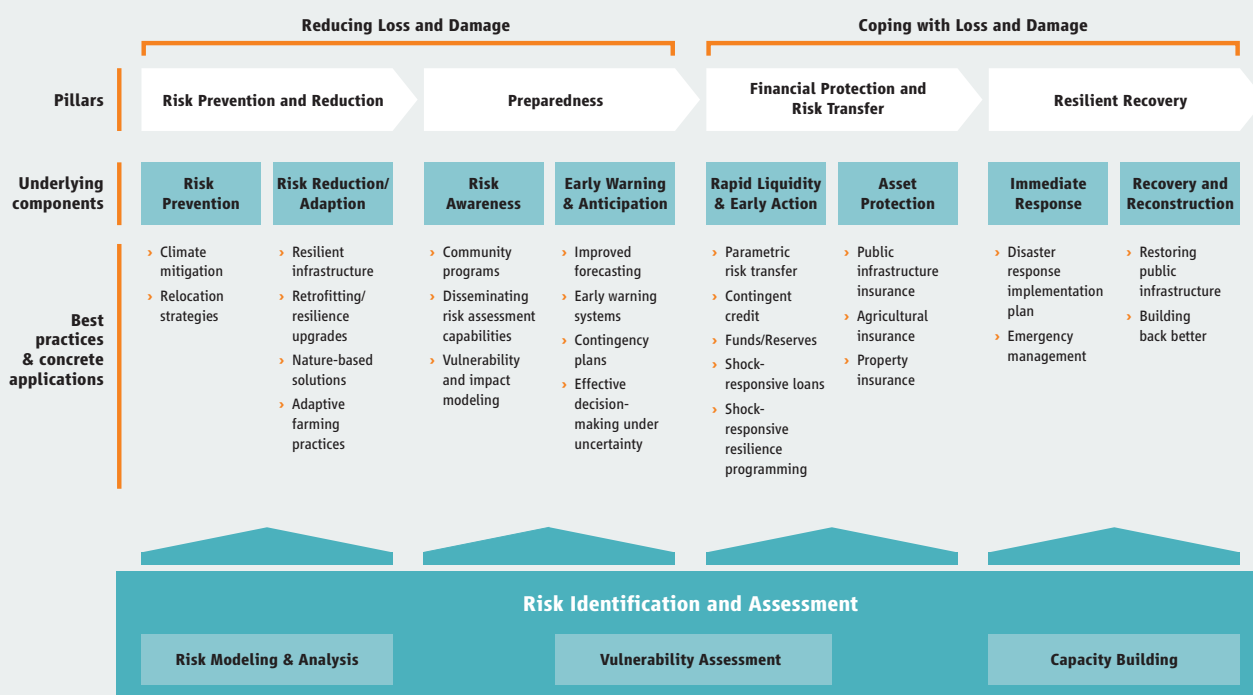 Reducing Loss and Damage
Coping with Loss and Damage
Pillars
Risk Prevention and Reduction
Preparedness
Financial Protection and
Risk Transfer
Resilient Recovery
Underlying
components
Risk
Prevention
Risk Reduction/
Adaption
Risk
Awareness
Early Warning
& Anticipation
Rapid Liquidity
& Early Action
Asset
Protection
Immediate
Response
Recovery and
Reconstruction
Best
practices
& concrete
applications
› Climate
mitigation
› Relocation
strategies
› Resilient
infrastructure
› Retrofitting/
resilience
upgrades
› Nature-based
solutions
› Adaptive
farming
practices
› Community
programs
› Disseminating
risk assessment
capabilities
› Vulnerability
and impact
modeling
› Improved
forecasting
› Early warning
systems
› Contingency
plans
› Effective
decision-
making under
uncertainty
› Parametric
risk transfer
› Contingent
credit
› Funds/Reserves
› Shock-
responsive loans
› Shock-
responsive
resilience
programming
› Public
infrastructure
insurance
› Agricultural
insurance
› Property
insurance
› Disaster
response
implementation
plan
› Emergency
management
› Restoring
public
infrastructure
› Building
back better
Risk Identification and Assessment
Risk Modeling & Analysis
Vulnerability Assessment
Capacity Building